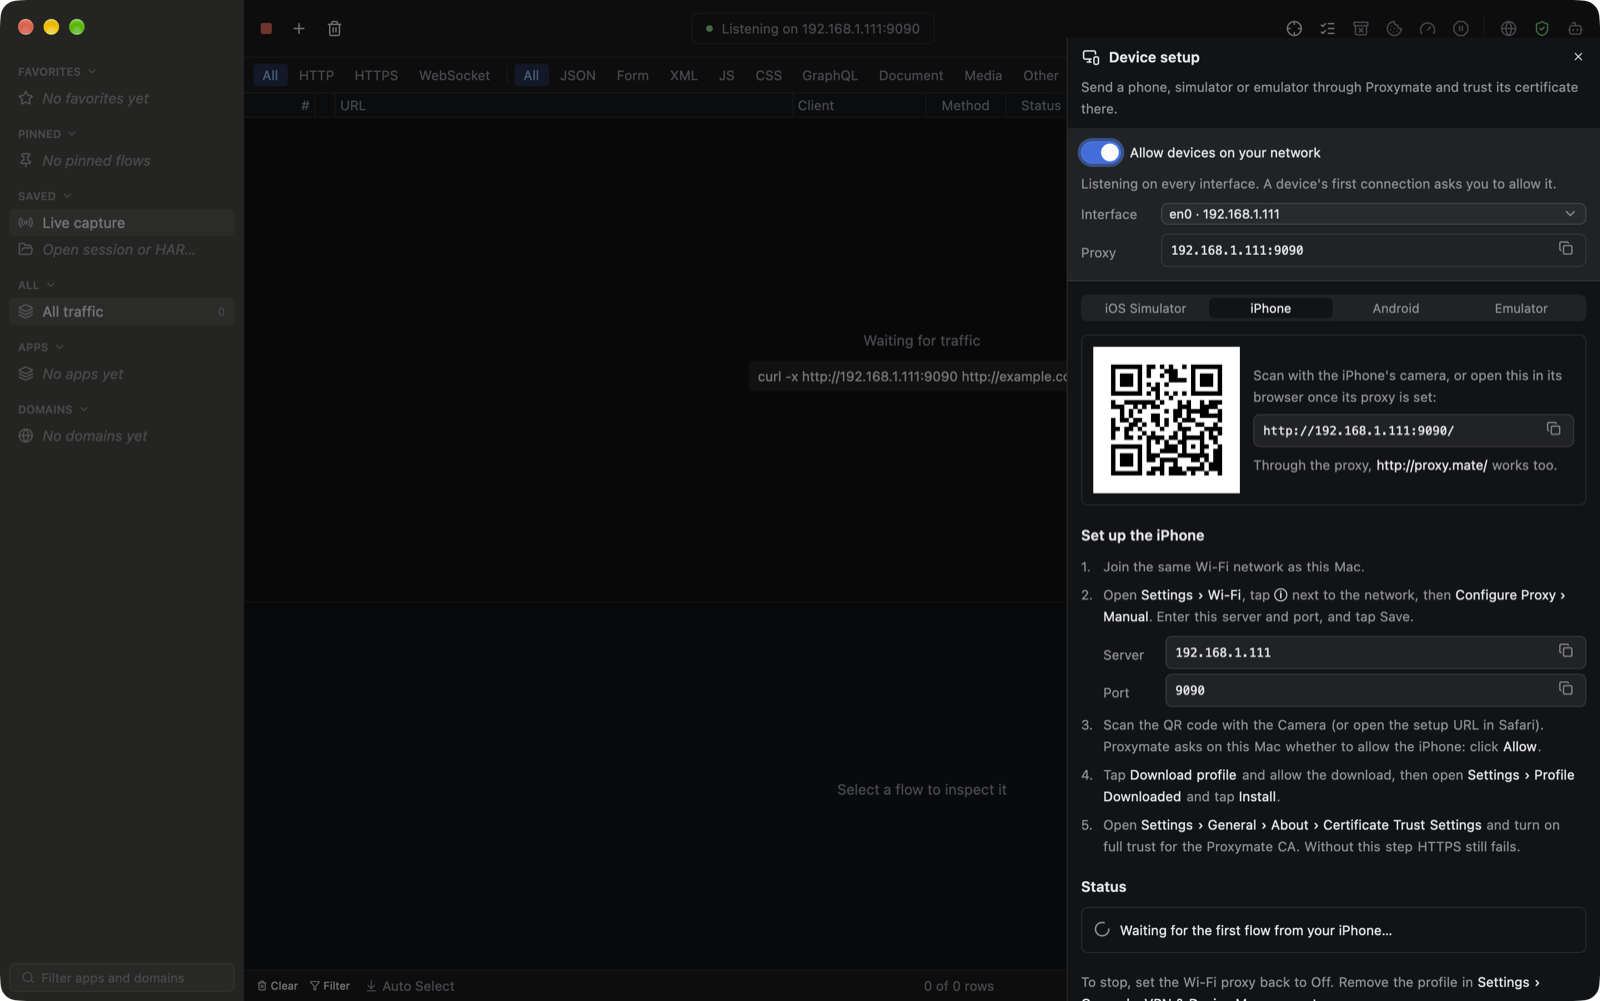 Listening on 192.168.1.111:9090
FAVORITES
No favorites yet
PINNED
No pinned flows
SAVED
Live capture
Open session or HAR...
ALL
All traffic 0
APPS
No apps yet
DOMAINS
No domains yet
Filter apps and domains
All HTTP HTTPS WebSocket All JSON Form XML JS CSS GraphQL Document Media Other
# URL Client Method Status
Waiting for traffic
curl -x http://192.168.1.111:9090 http://example.co
Select a flow to inspect it
Clear Filter Auto Select 0 of 0 rows
Device setup
Send a phone, simulator or emulator through Proxymate and trust its certificate
there.
Allow devices on your network
Listening on every interface. A device's first connection asks you to allow it.
Interface en0 · 192.168.1.111
Proxy 192.168.1.111:9090
iOS Simulator iPhone Android Emulator
Scan with the iPhone's camera, or open this in its
browser once its proxy is set:
http://192.168.1.111:9090/
Through the proxy, http://proxy.mate/ works too.
Set up the iPhone
1. Join the same Wi-Fi network as this Mac.
2. Open Settings › Wi-Fi, tap ⓘ next to the network, then Configure Proxy ›
Manual. Enter this server and port, and tap Save.
Server 192.168.1.111
Port 9090
3. Scan the QR code with the Camera (or open the setup URL in Safari).
Proxymate asks on this Mac whether to allow the iPhone: click Allow.
4. Tap Download profile and allow the download, then open Settings › Profile
Downloaded and tap Install.
5. Open Settings › General › About › Certificate Trust Settings and turn on
full trust for the Proxymate CA. Without this step HTTPS still fails.
Status
Waiting for the first flow from your iPhone...
To stop, set the Wi-Fi proxy back to Off. Remove the profile in Settings ›